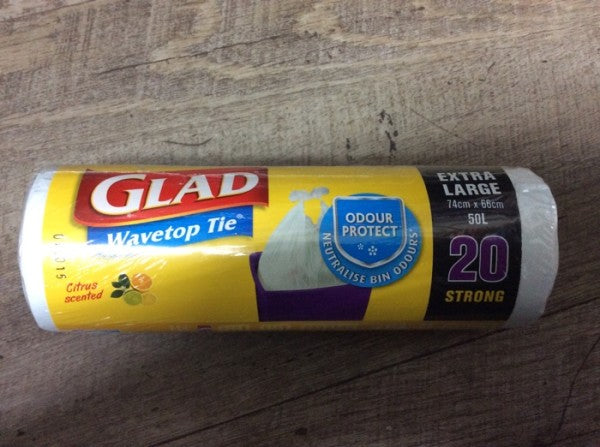 GLAD
Wavetop Tie®
Citrus
scented
ODOUR
PROTECT
NEUTRALISE BIN ODOURS
EXTRA
LARGE
74cm x 66cm
50L
20
STRONG